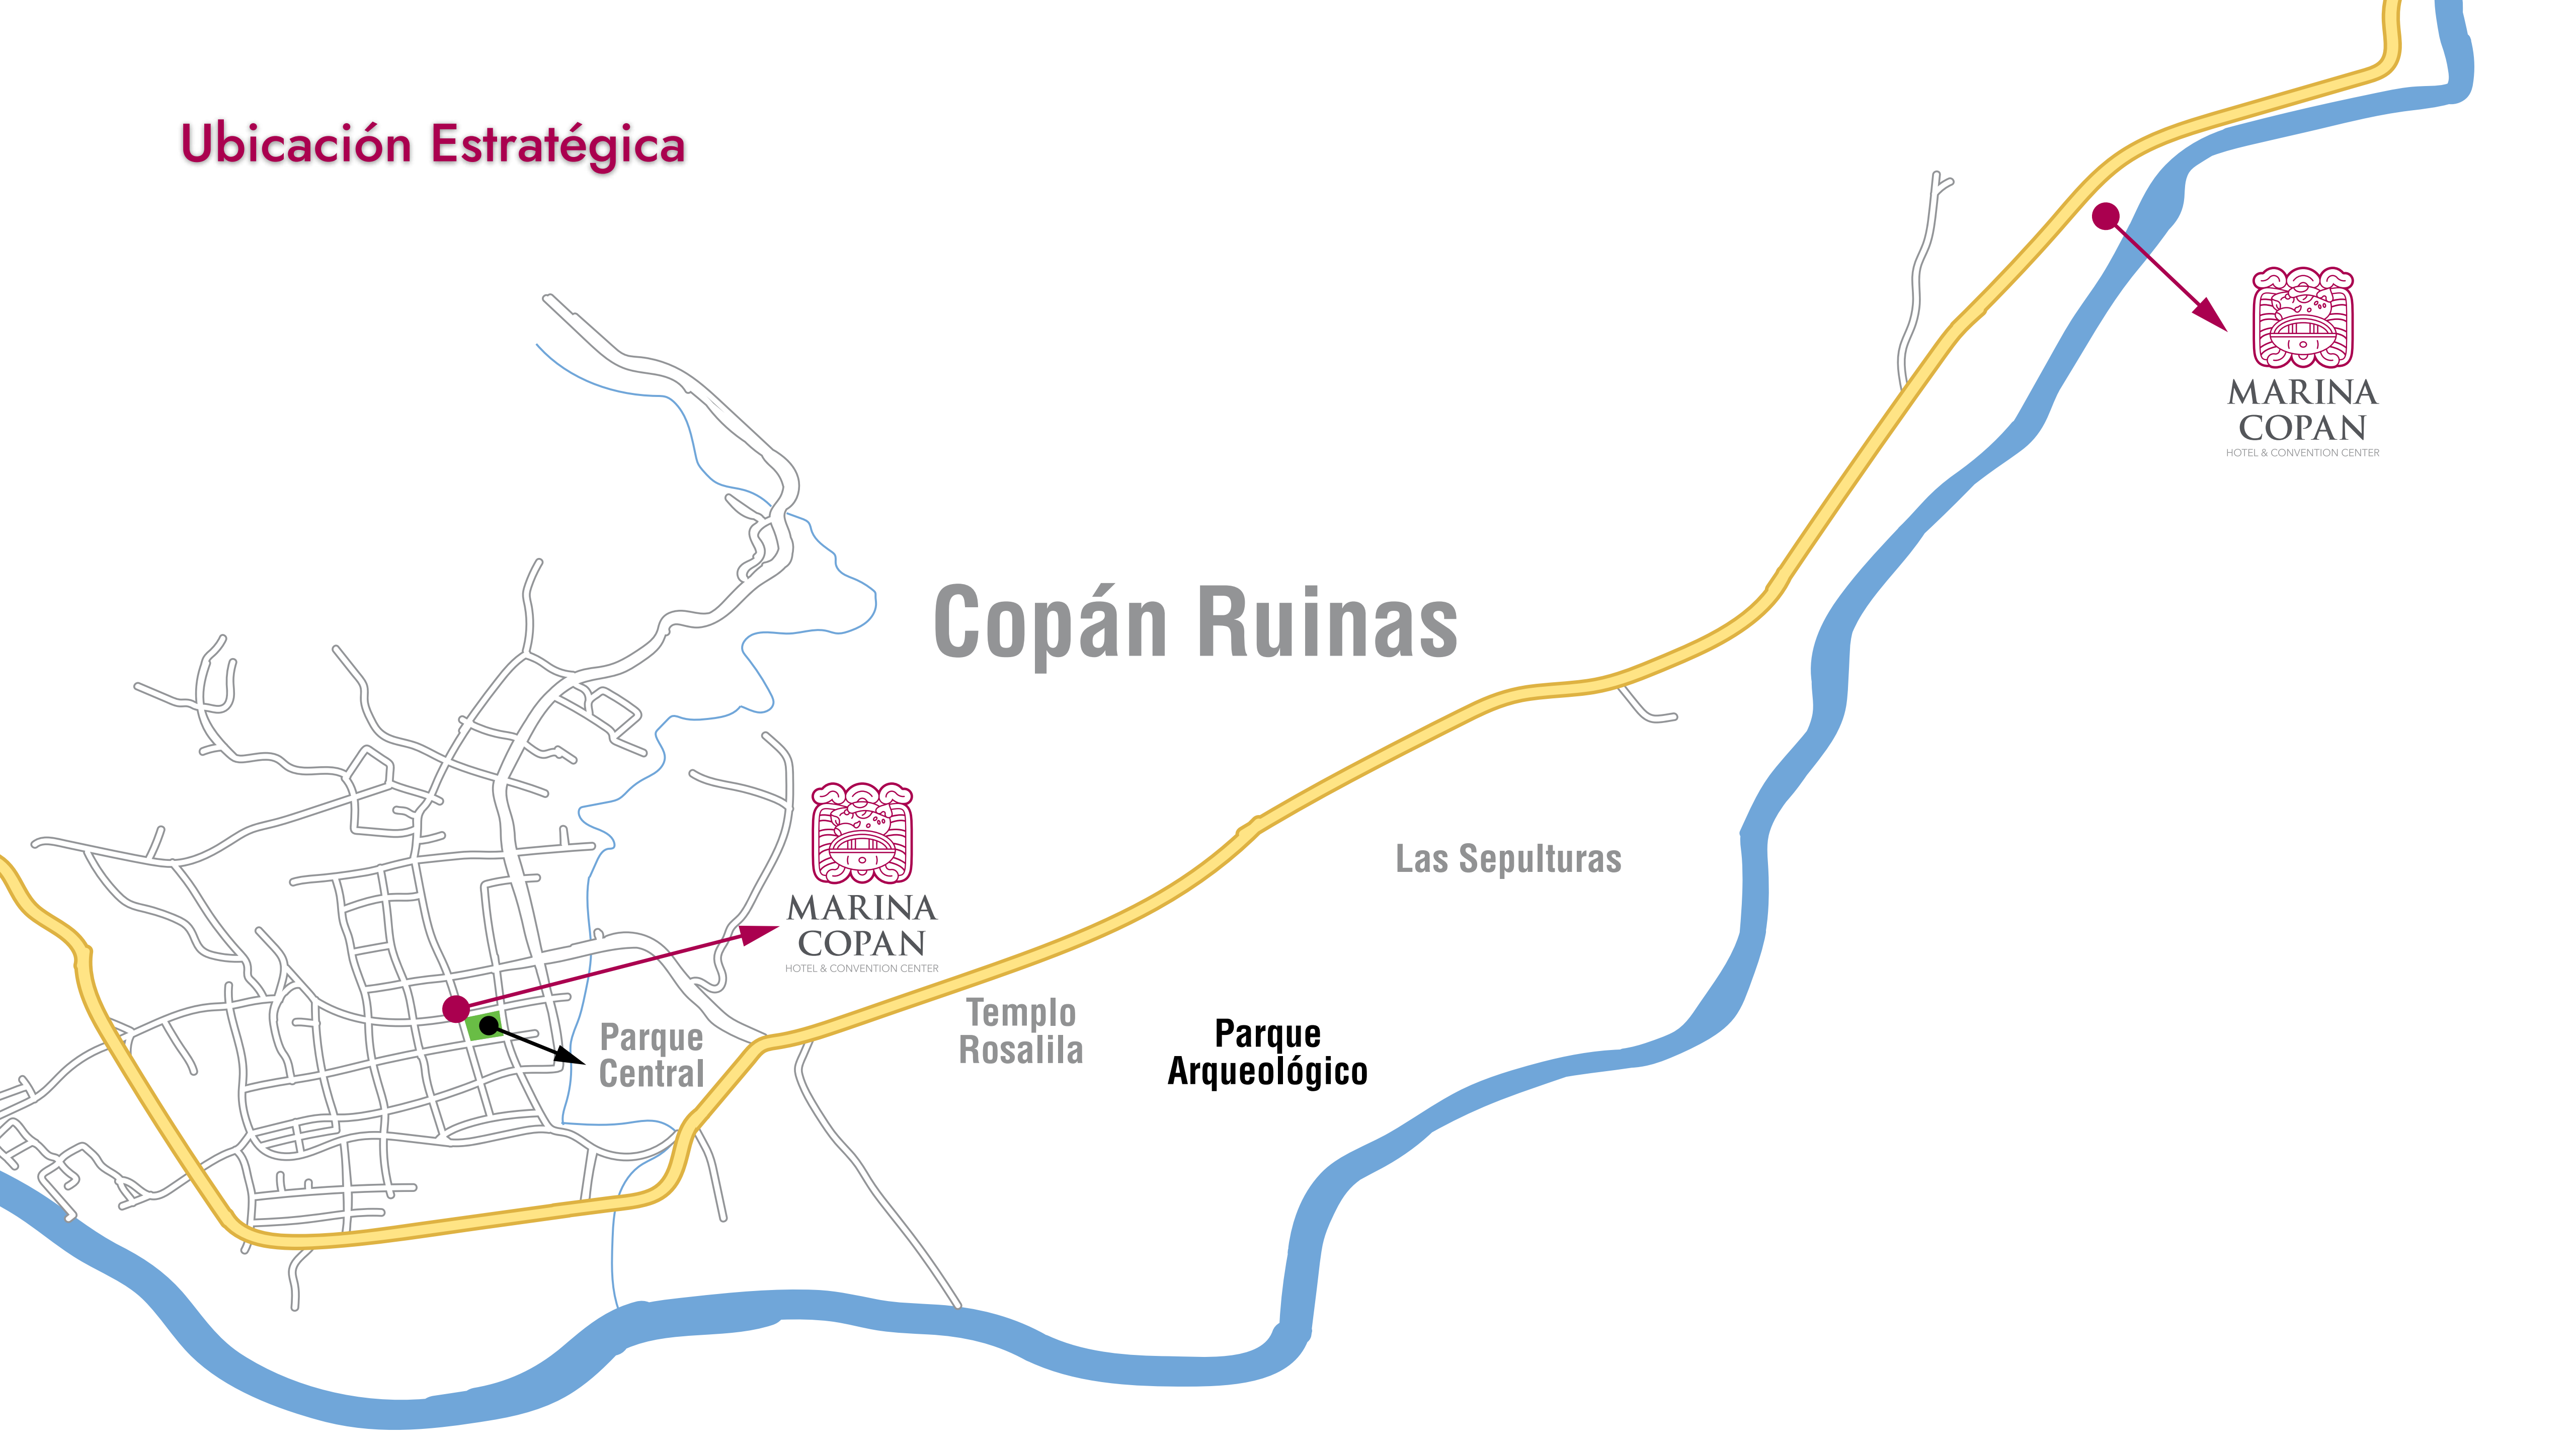 Ubicación Estratégica
MARINA
COPAN
HOTEL & CONVENTION CENTER
Copán Ruinas
MARINA
COPAN
HOTEL & CONVENTION CENTER
Las Sepulturas
Parque
Central
Templo
Rosalila
Parque
Arqueológico